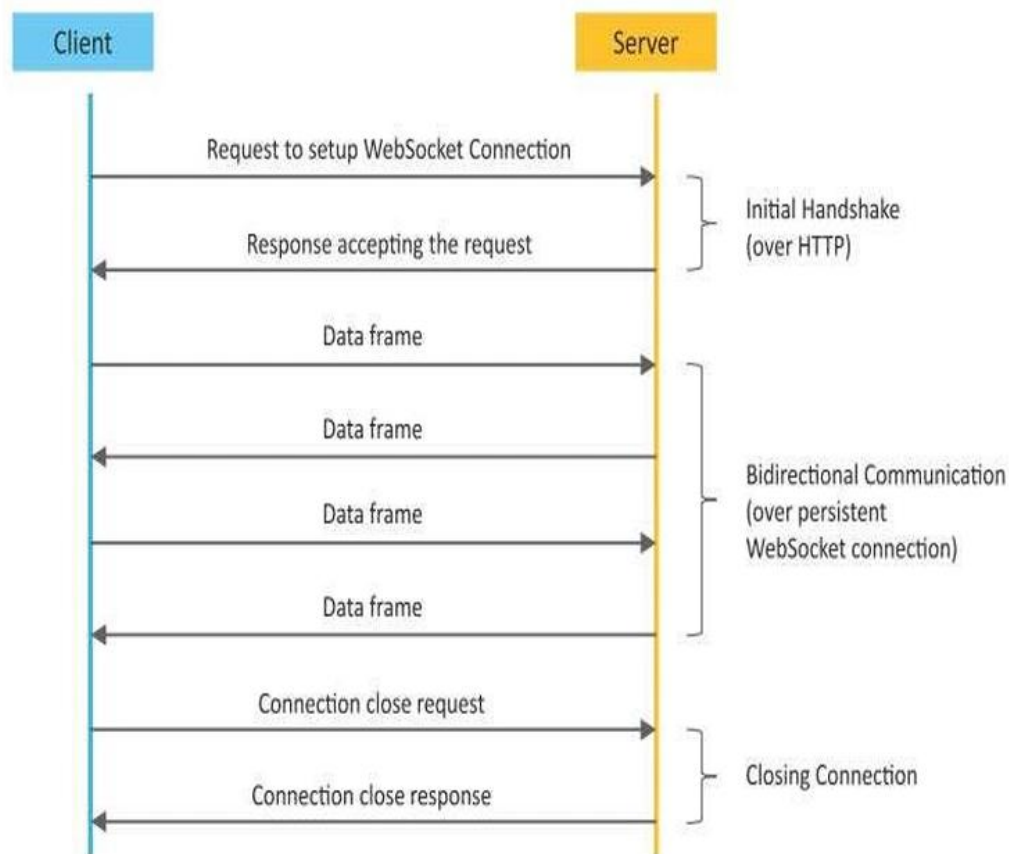 Client
Server
Request to setup WebSocket Connection
Response accepting the request
Initial Handshake
(over HTTP)
Data frame
Data frame
Data frame
Data frame
Bidirectional Communication
(over persistent
WebSocket connection)
Connection close request
Connection close response
Closing Connection